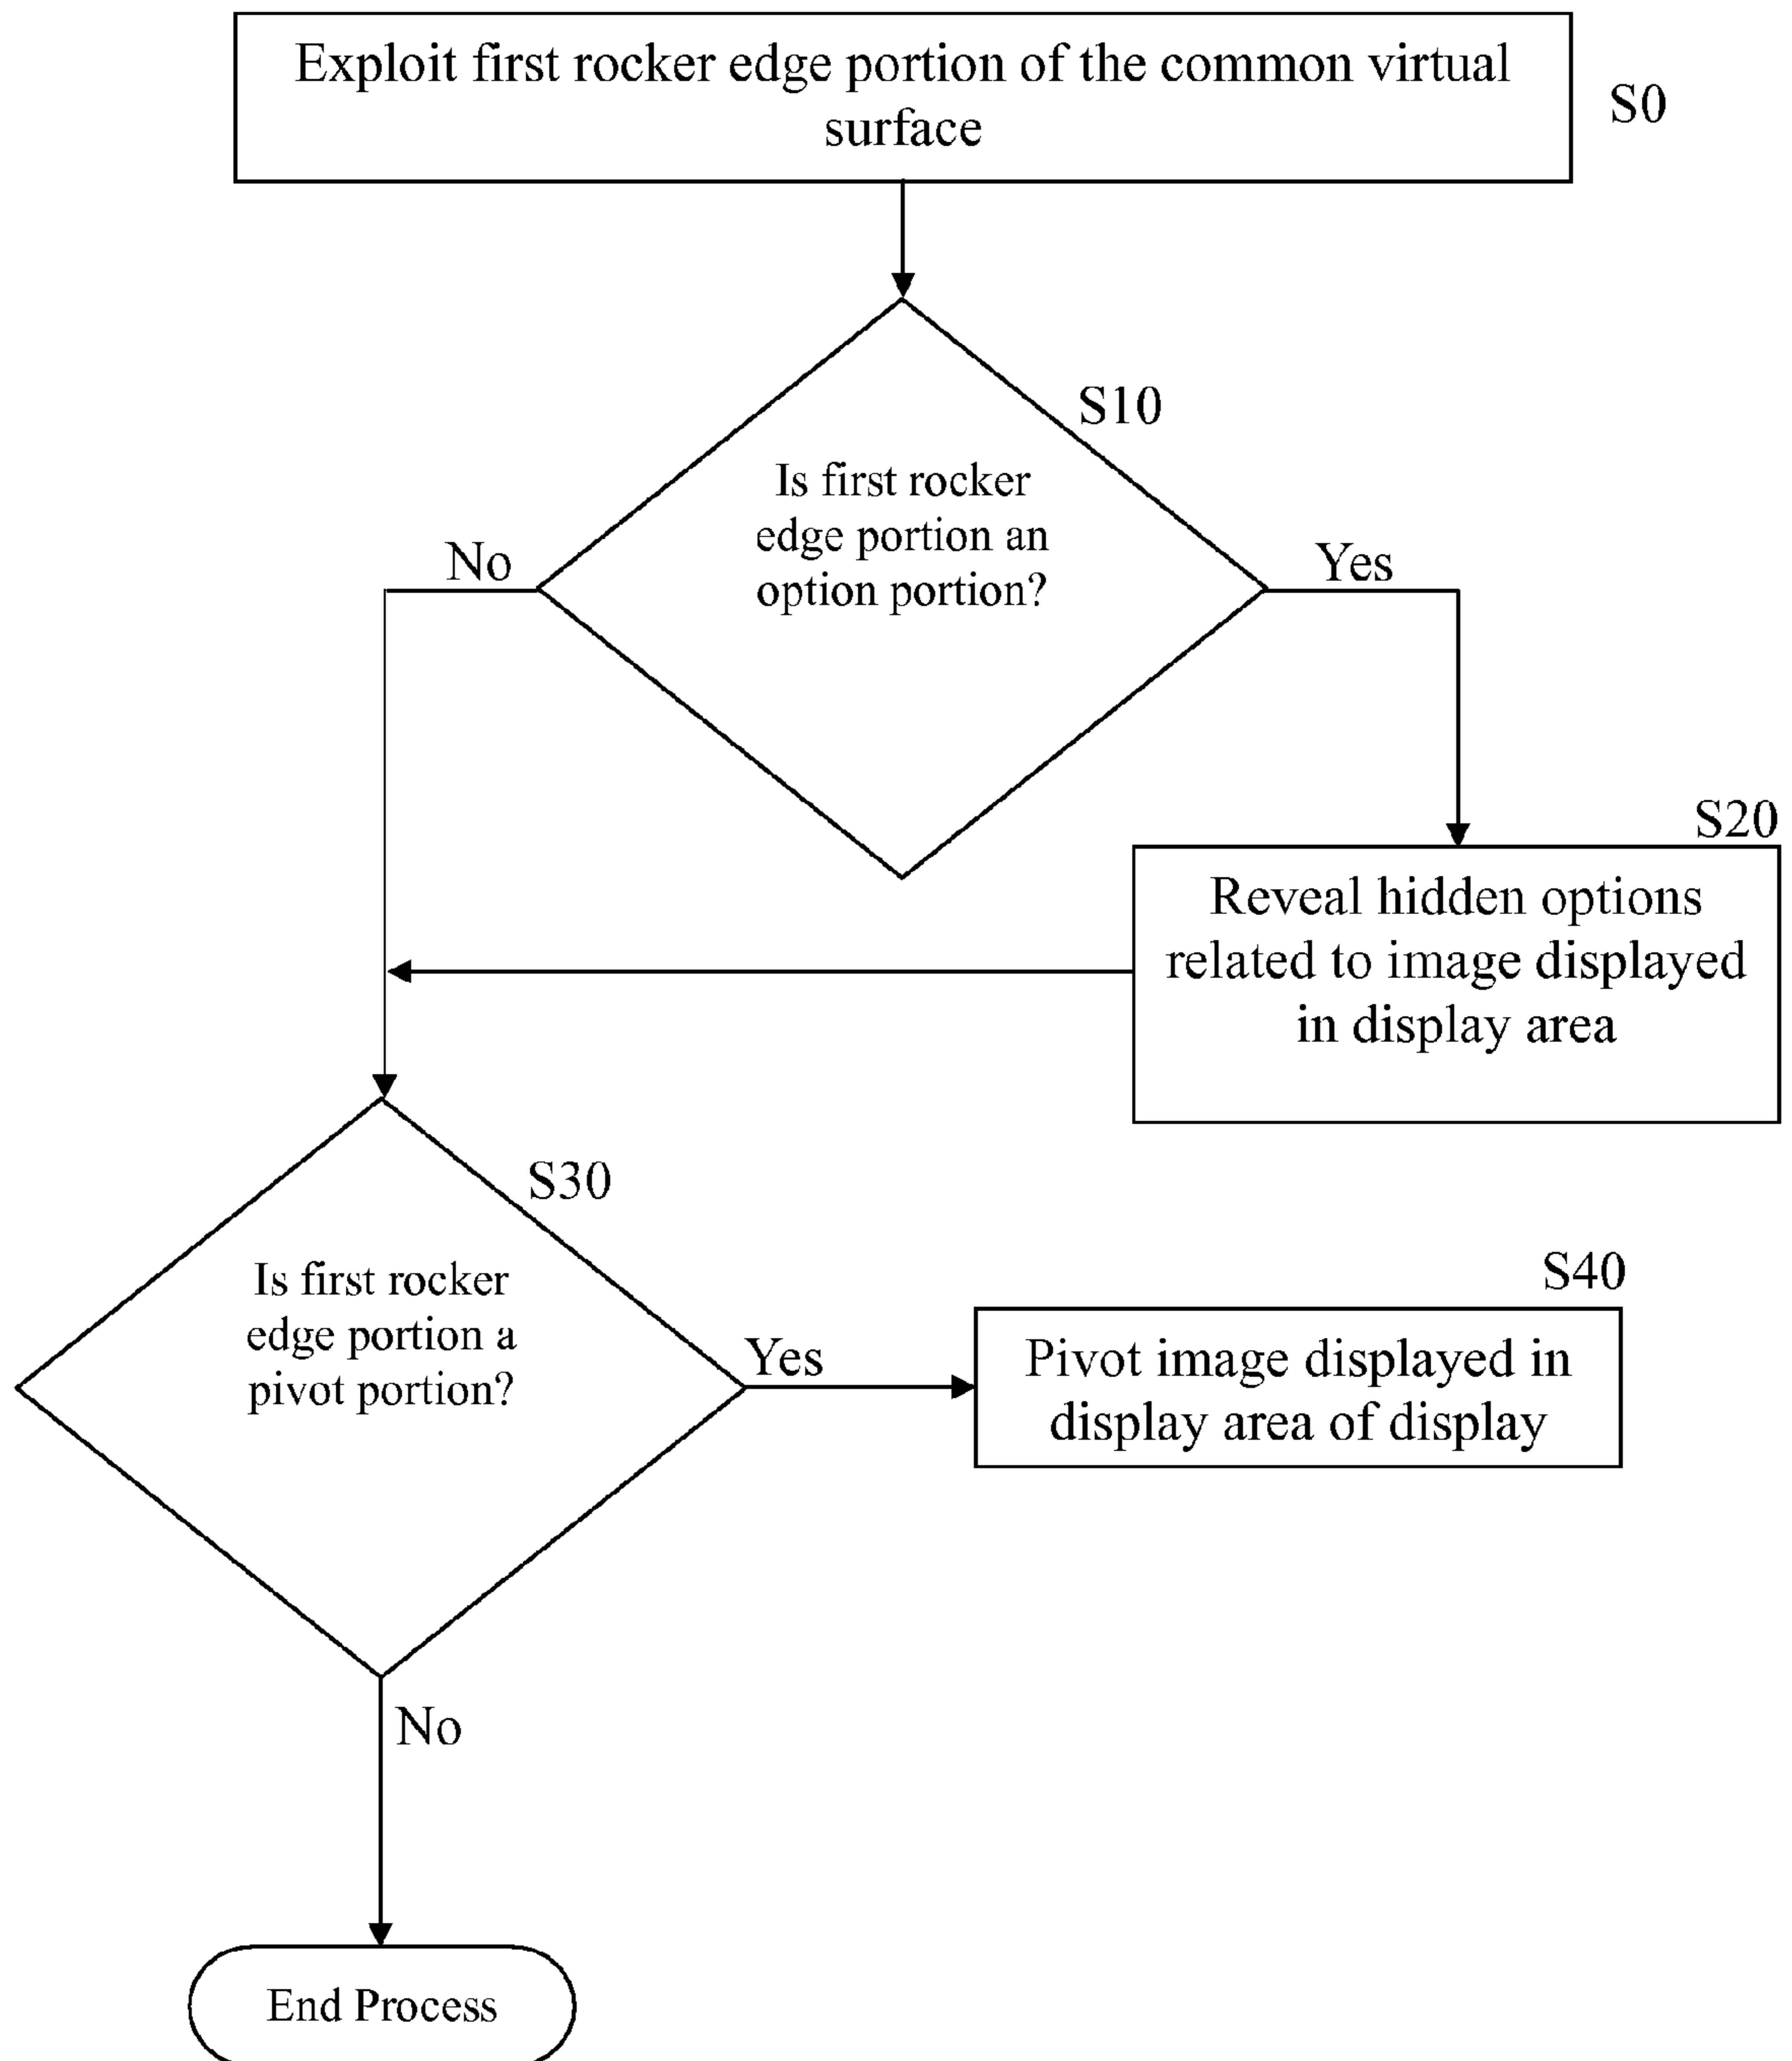 Exploit first rocker edge portion of the common virtual
surface
S0
S10
Is first rocker
edge portion an
option portion?
No
Yes
S20
Reveal hidden options
related to image displayed
in display area
S30
Is first rocker
edge portion a
pivot portion?
Yes
S40
Pivot image displayed in
display area of display
No
End Process